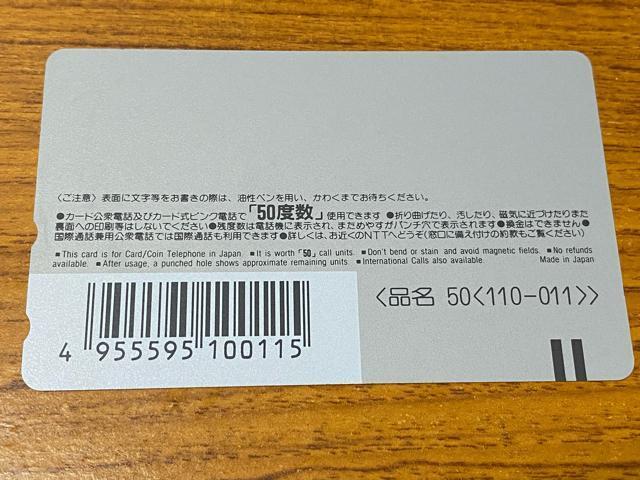 〈ご注意〉表面に文字等をお書きの際は、油性ペンを用い、かわくまでお待ちください。
●カード公衆電話及びカード式ピンク電話で「50度数」使用できます ●折り曲げたり、汚したり、磁気に近づけたりまた
裏面への印刷等はしないでください●残度数は電話機に表示され、まためやすがパンチ穴で表示されます●換金はできません●
国際通話兼用公衆電話では国際通話も利用できます●詳しくは、お近くのNTTへどうぞ(窓口に備え付けの約款もご覧ください)
■This card is for Card/Coin Telephone in Japan. ■It is worth「50」call units. ■Don't bend or stain and avoid magnetic fields. ■No refunds
available. ■After usage, a punched hole shows approximate remaining units. ■International Calls also available. Made in Japan
〈品名 50〈110-011〉〉
4 955595 100115